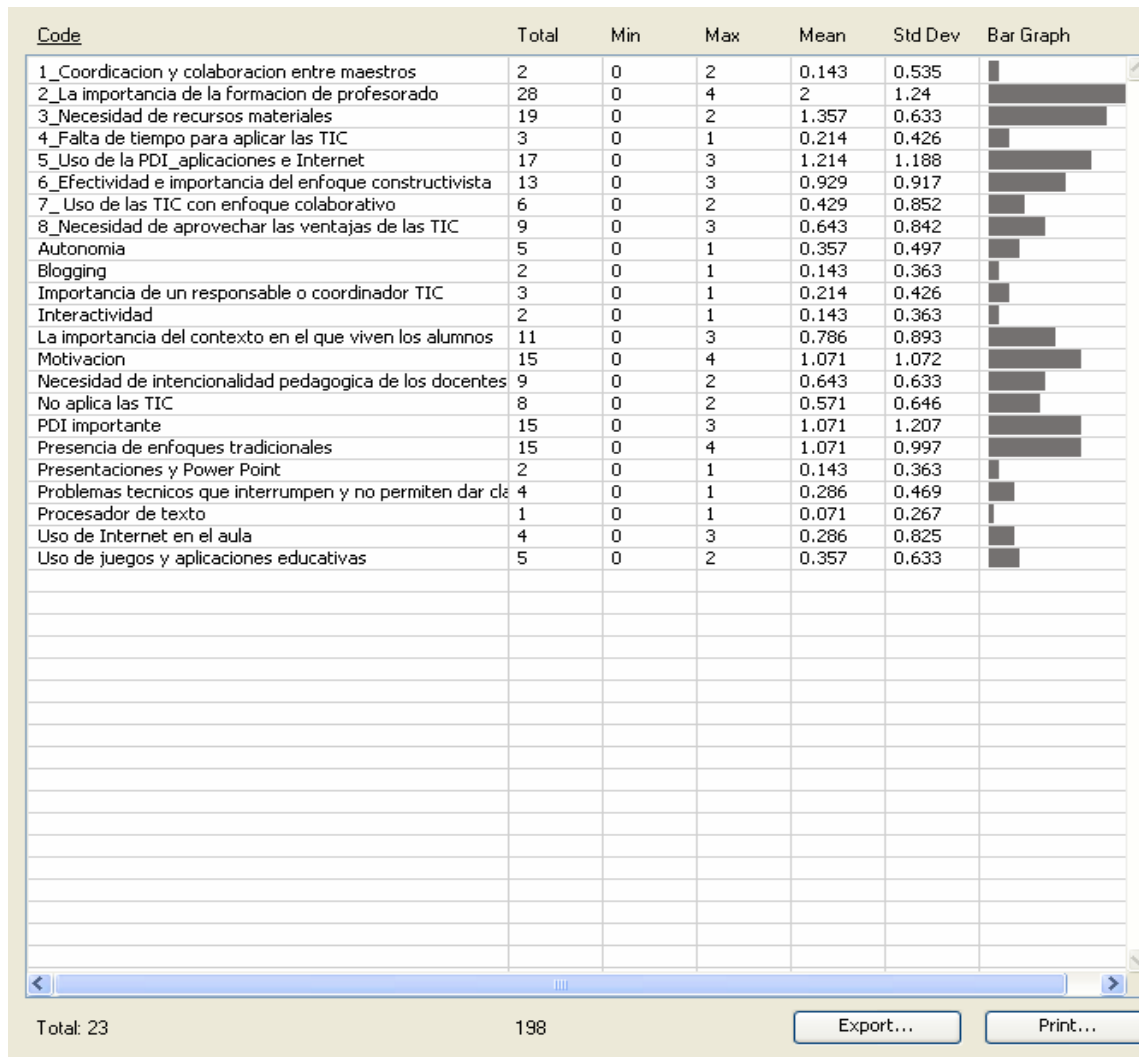 Code Total Min Max Mean Std Dev Bar Graph
1_Coordicacion y colaboracion entre maestros 2 0 2 0.143 0.535
2_La importancia de la formacion de profesorado 28 0 4 2 1.24
3_Necesidad de recursos materiales 19 0 2 1.357 0.633
4_Falta de tiempo para aplicar las TIC 3 0 1 0.214 0.426
5_Uso de la PDI_aplicaciones e Internet 17 0 3 1.214 1.188
6_Efectividad e importancia del enfoque constructivista 13 0 3 0.929 0.917
7_ Uso de las TIC con enfoque colaborativo 6 0 2 0.429 0.852
8_Necesidad de aprovechar las ventajas de las TIC 9 0 3 0.643 0.842
Autonomia 5 0 1 0.357 0.497
Blogging 2 0 1 0.143 0.363
Importancia de un responsable o coordinador TIC 3 0 1 0.214 0.426
Interactividad 2 0 1 0.143 0.363
La importancia del contexto en el que viven los alumnos 11 0 3 0.786 0.893
Motivacion 15 0 4 1.071 1.072
Necesidad de intencionalidad pedagogica de los docentes 9 0 2 0.643 0.633
No aplica las TIC 8 0 2 0.571 0.646
PDI importante 15 0 3 1.071 1.207
Presencia de enfoques tradicionales 15 0 4 1.071 0.997
Presentaciones y Power Point 2 0 1 0.143 0.363
Problemas tecnicos que interrumpen y no permiten dar cla 4 0 1 0.286 0.469
Procesador de texto 1 0 1 0.071 0.267
Uso de Internet en el aula 4 0 3 0.286 0.825
Uso de juegos y aplicaciones educativas 5 0 2 0.357 0.633
Total: 23 198 Export... Print...